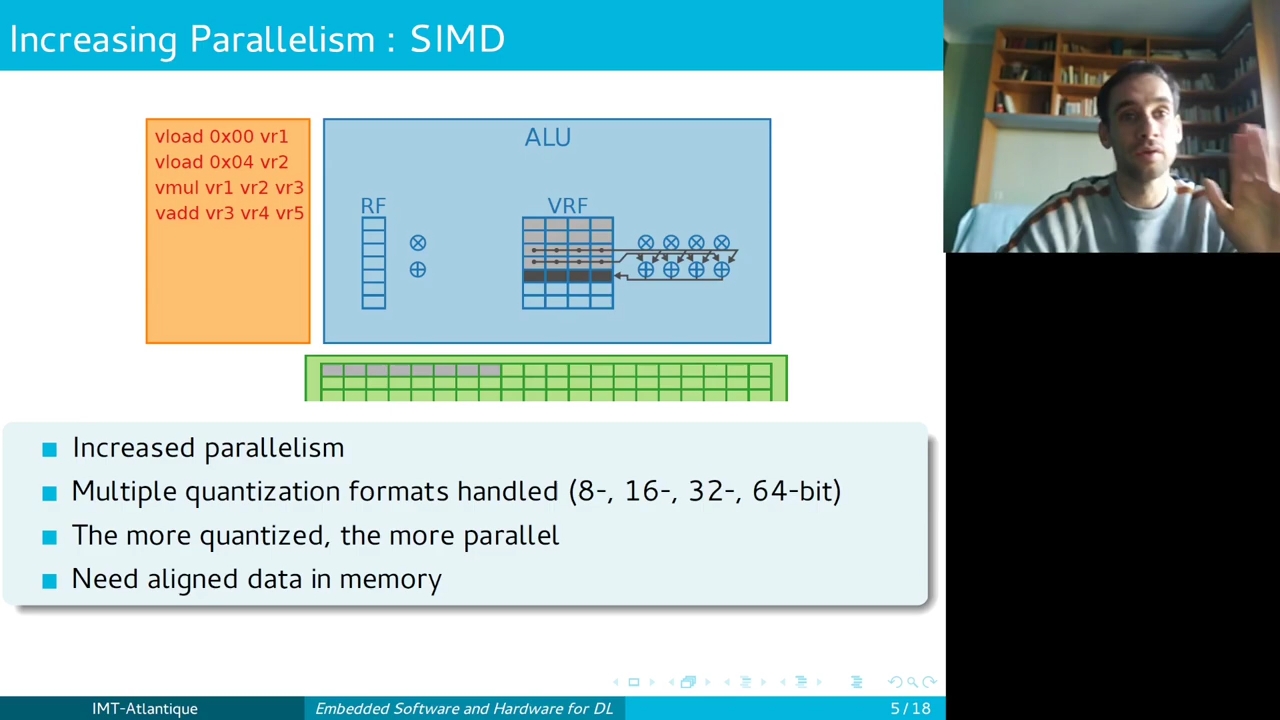 Increasing Parallelism : SIMD
vload 0x00 vr1
vload 0x04 vr2
vmul vr1 vr2 vr3
vadd vr3 vr4 vr5
ALU
RF
VRF
Increased parallelism
Multiple quantization formats handled (8-, 16-, 32-, 64-bit)
The more quantized, the more parallel
Need aligned data in memory
IMT-Atlantique
Embedded Software and Hardware for DL
5 / 18